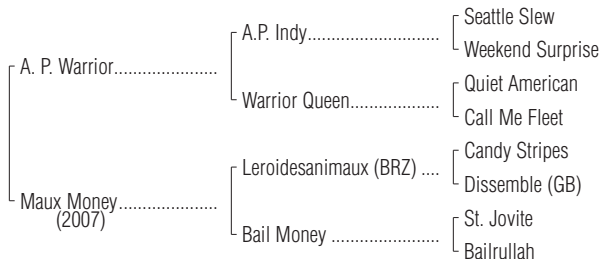 Seattle Slew
A.P. Indy
Weekend Surprise
A. P. Warrior
Quiet American
Warrior Queen
Call Me Fleet
Candy Stripes
Leroidesanimaux (BRZ)
Dissemble (GB)
Maux Money
(2007)
St. Jovite
Bail Money
Bailrullah